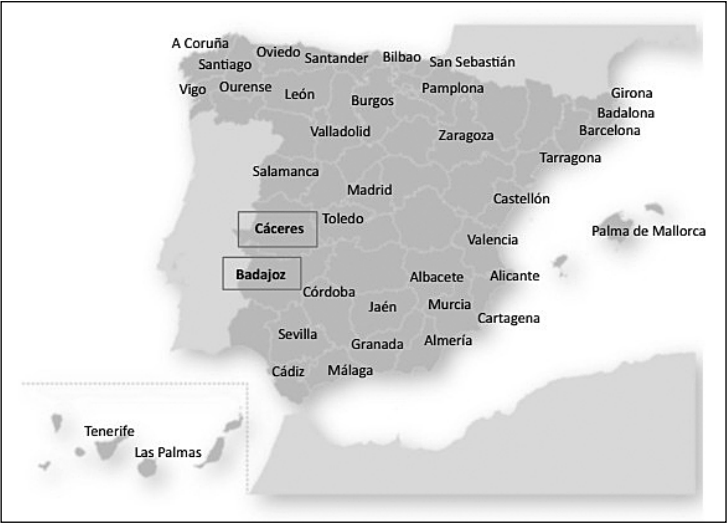 A Coruña
Oviedo
Santander
Bilbao
San Sebastián
Santiago
Vigo
Ourense
León
Burgos
Pamplona
Girona
Badalona
Barcelona
Valladolid
Zaragoza
Tarragona
Salamanca
Madrid
Castellón
Cáceres
Toledo
Valencia
Palma de Mallorca
Badajoz
Córdoba
Albacete
Alicante
Jaén
Murcia
Cartagena
Sevilla
Granada
Almería
Cádiz
Málaga
Tenerife
Las Palmas